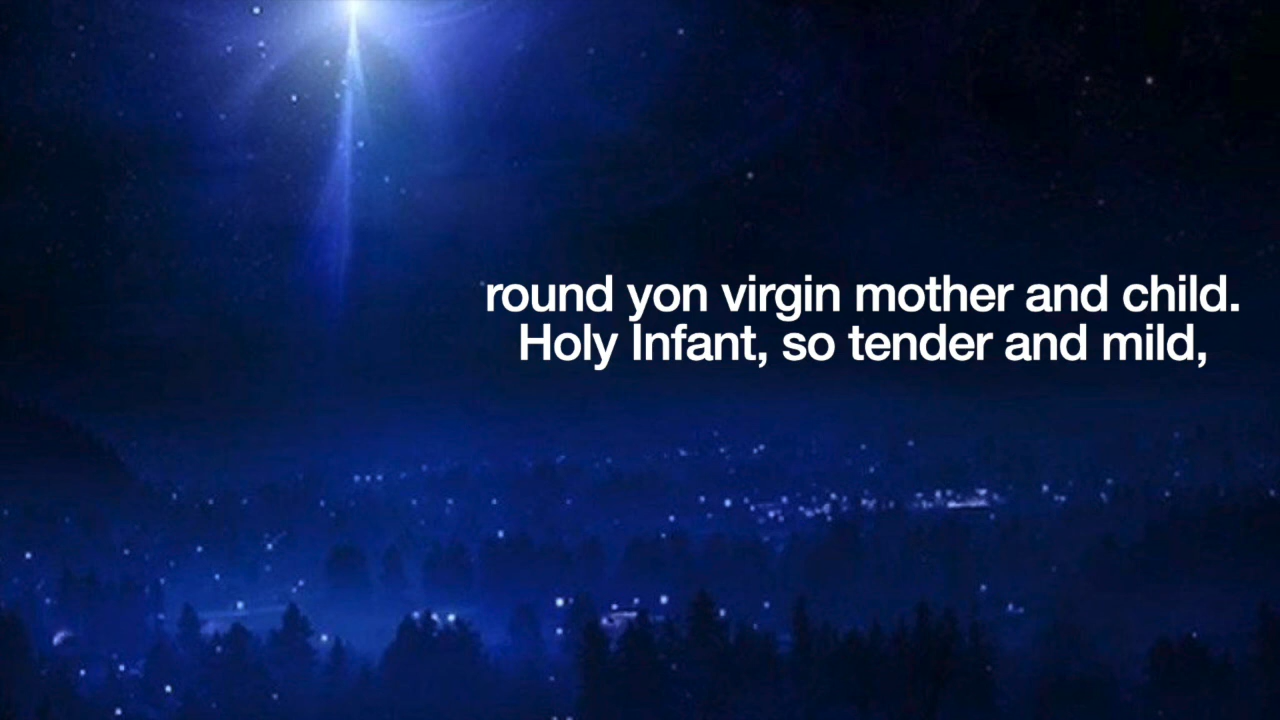 round yon virgin mother and child.
Holy Infant, so tender and mild,